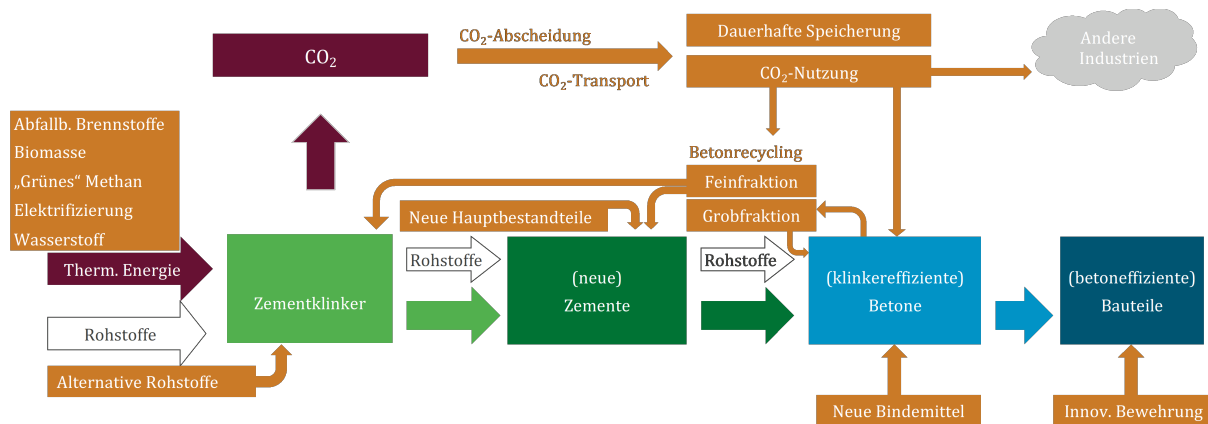 CO₂
CO₂-Abscheidung
CO₂-Transport
Dauerhafte Speicherung
CO₂-Nutzung
Andere
Industrien
Abfallb. Brennstoffe
Biomasse
„Grünes“ Methan
Elektrifizierung
Wasserstoff
Therm. Energie
Rohstoffe
Alternative Rohstoffe
Betonrecycling
Feinfraktion
Grobfraktion
Neue Hauptbestandteile
Zementklinker
Rohstoffe
(neue)
Zemente
Rohstoffe
(klinkereffiziente)
Betone
(betoneffiziente)
Bauteile
Neue Bindemittel
Innov. Bewehrung